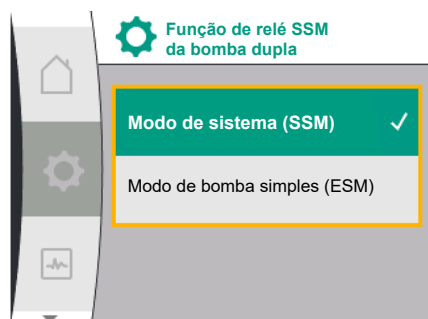 Função de relé SSM
da bomba dupla
Modo de sistema (SSM)
Modo de bomba simples (ESM)